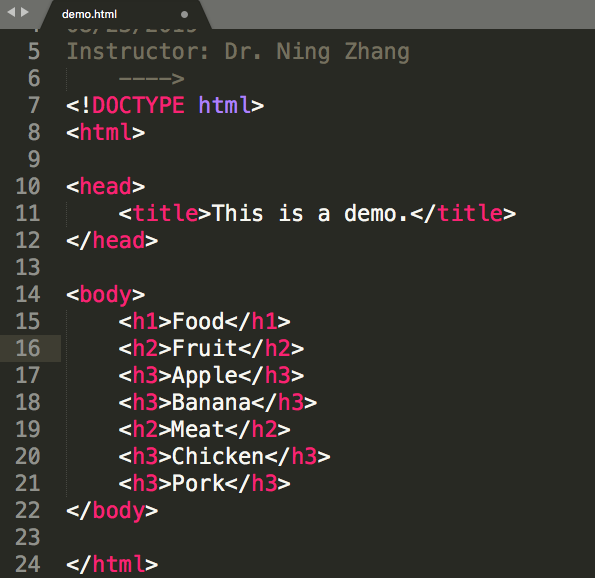 demo.html
5 Instructor: Dr. Ning Zhang
6 ---->
7 <!DOCTYPE html>
8 <html>
9
10 <head>
11 <title>This is a demo.</title>
12 </head>
13
14 <body>
15 <h1>Food</h1>
16 <h2>Fruit</h2>
17 <h3>Apple</h3>
18 <h3>Banana</h3>
19 <h2>Meat</h2>
20 <h3>Chicken</h3>
21 <h3>Pork</h3>
22 </body>
23
24 </html>